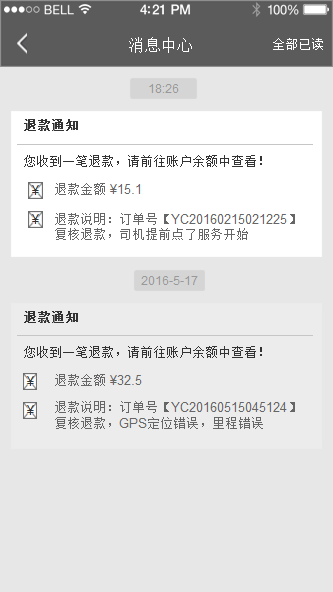 BELL 4:21 PM 100%
消息中心 全部已读
18:26
退款通知
您收到一笔退款，请前往账户余额中查看！
¥ 退款金额 ¥15.1
¥ 退款说明：订单号【YC20160215021225】
复核退款，司机提前点了服务开始
2016-5-17
退款通知
您收到一笔退款，请前往账户余额中查看！
¥ 退款金额 ¥32.5
¥ 退款说明：订单号【YC20160515045124】
复核退款，GPS定位错误，里程错误